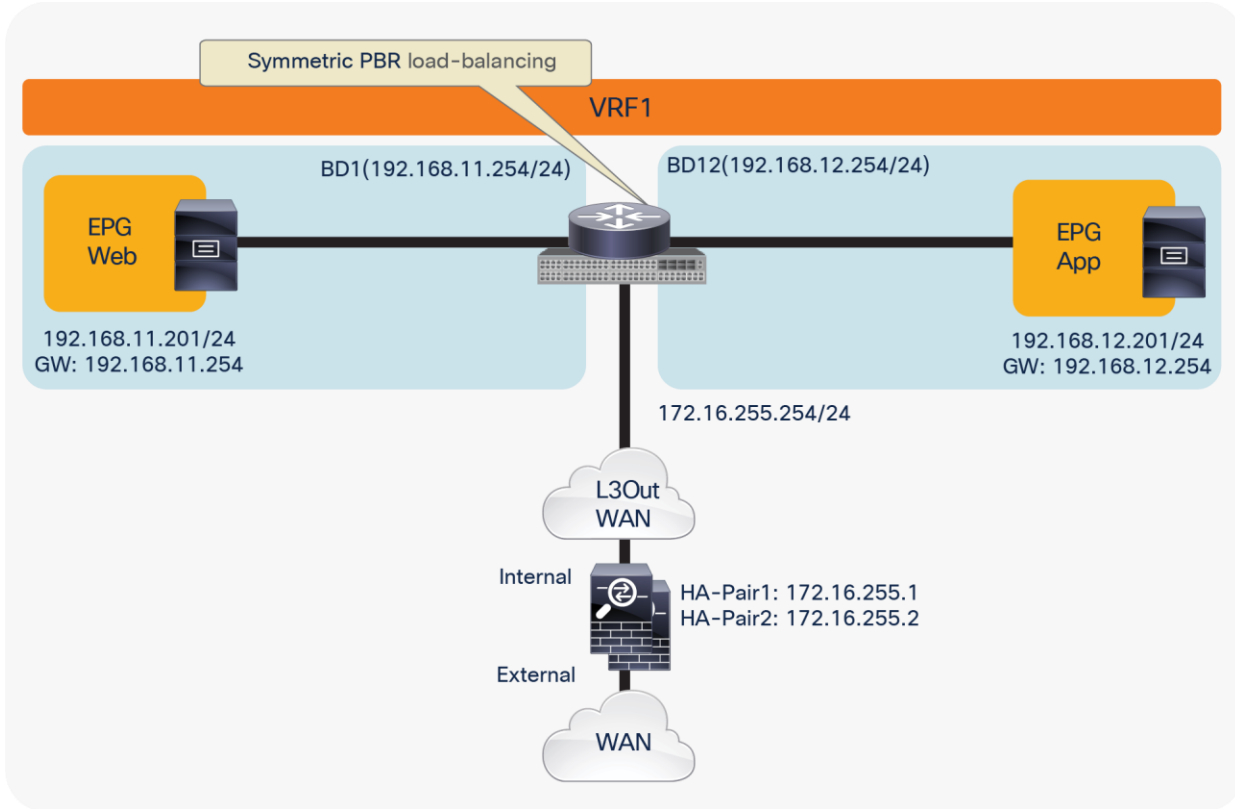 Symmetric PBR load-balancing
VRF1
BD1(192.168.11.254/24)
BD12(192.168.12.254/24)
EPG
Web
EPG
App
192.168.11.201/24
GW: 192.168.11.254
192.168.12.201/24
GW: 192.168.12.254
172.16.255.254/24
L3Out
WAN
Internal
HA-Pair1: 172.16.255.1
HA-Pair2: 172.16.255.2
External
WAN